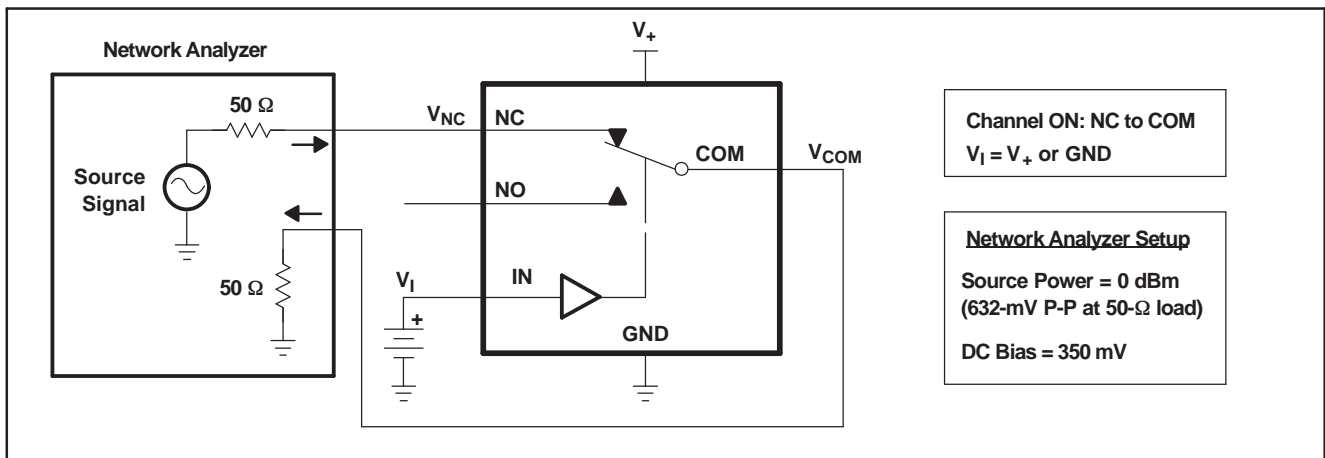 V+
Network Analyzer
50 Ω
VNC
NC
COM
VCOM
Source
Signal
NO
50 Ω
VI
IN
+
GND
Channel ON: NC to COM
VI = V+ or GND
Network Analyzer Setup
Source Power = 0 dBm
(632-mV P-P at 50-Ω load)
DC Bias = 350 mV